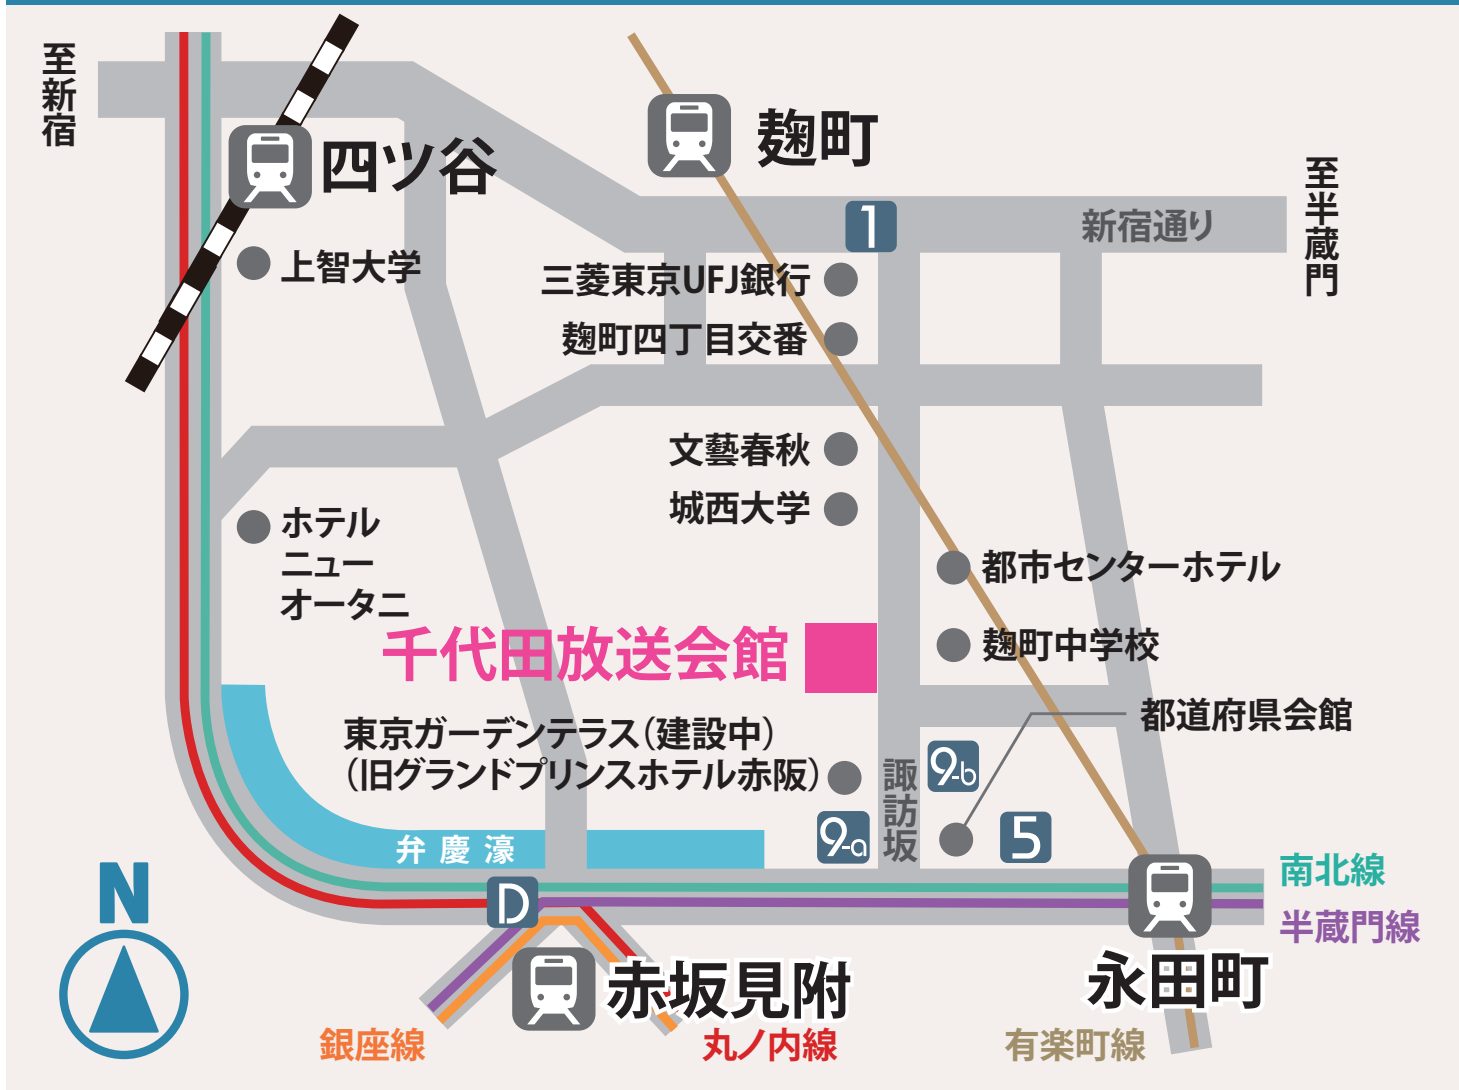 至新宿
四ツ谷
麹町
至半蔵門
1
新宿通り
上智大学
三菱東京UFJ銀行
麹町四丁目交番
文藝春秋
城西大学
ホテル
ニュー
オータニ
都市センターホテル
千代田放送会館
麹町中学校
都道府県会館
東京ガーデンテラス(建設中)
(旧グランドプリンスホテル赤阪)
諏訪坂
9-b
9-a
5
弁慶濠
南北線
D
半蔵門線
N
赤坂見附
永田町
銀座線
丸ノ内線
有楽町線